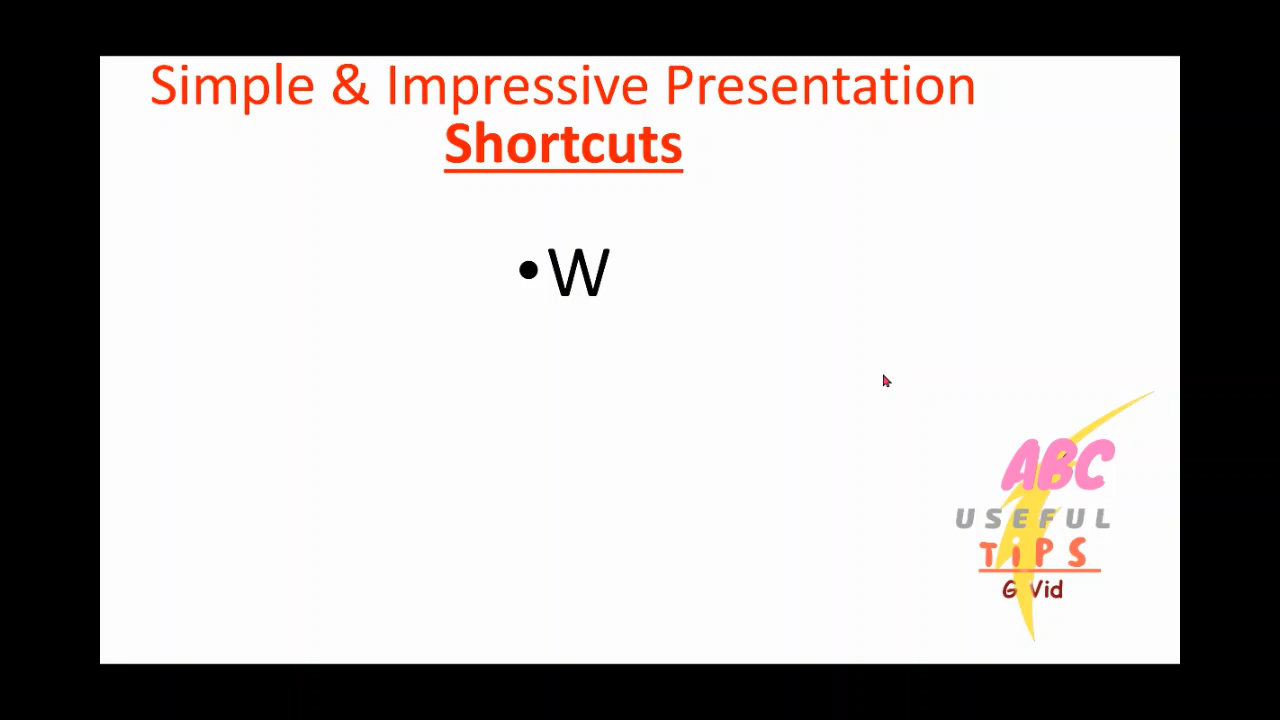 Simple & Impressive Presentation
Shortcuts
•W
ABC
USEFUL
TiPS
G Vid